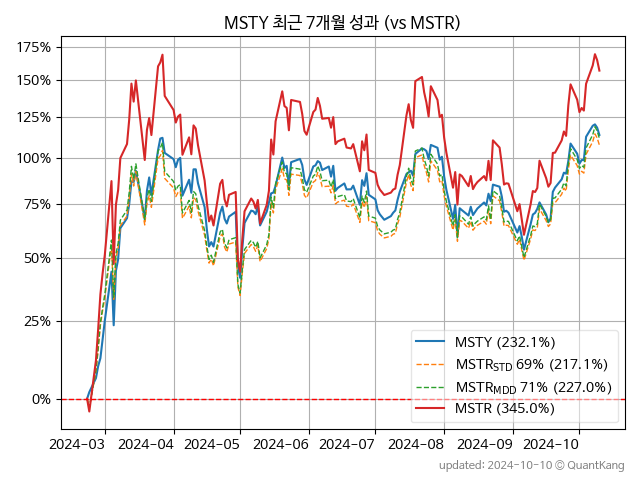 MSTY 최근 7개월 성과 (vs MSTR)
175%
150%
125%
100%
75%
50%
25%
0%
MSTY (232.1%)
MSTR_STD 69% (217.1%)
MSTR_MDD 71% (227.0%)
MSTR (345.0%)
2024-03 2024-04 2024-05 2024-06 2024-07 2024-08 2024-09 2024-10
updated: 2024-10-10 ⓒ QuantKang